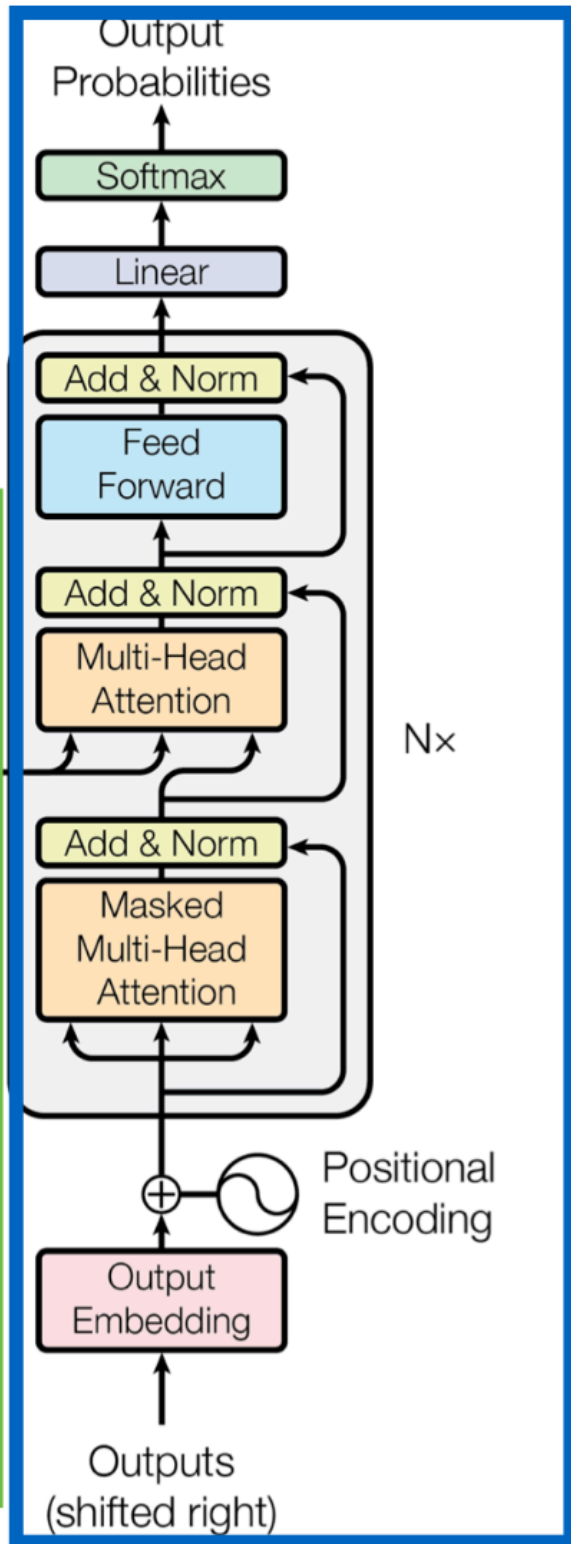 Output
Probabilities
Softmax
Linear
Add & Norm
Feed
Forward
Add & Norm
Multi-Head
Attention
N×
Add & Norm
Masked
Multi-Head
Attention
Positional
Encoding
Output
Embedding
Outputs
(shifted right)